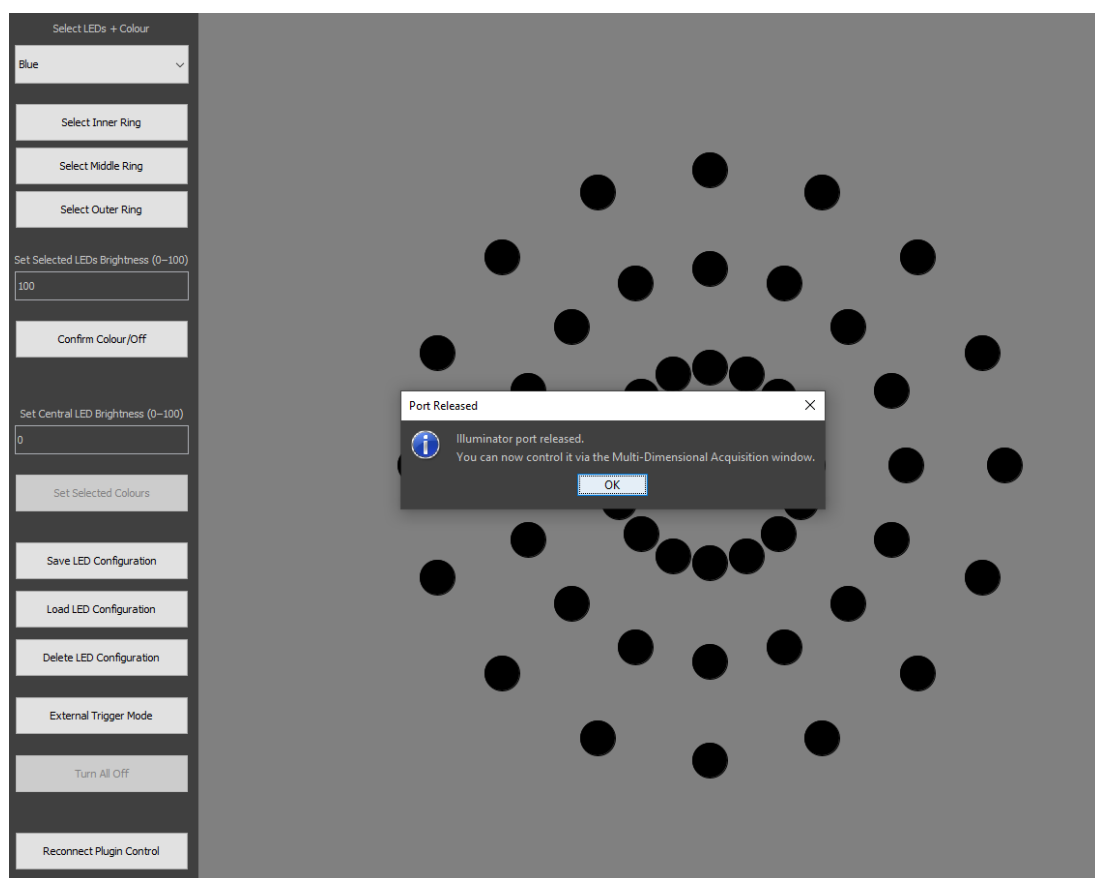 Select LEDs + Colour
Blue
Select Inner Ring
Select Middle Ring
Select Outer Ring
Set Selected LEDs Brightness (0–100)
100
Confirm Colour/Off
Set Central LED Brightness (0–100)
0
Set Selected Colours
Save LED Configuration
Load LED Configuration
Delete LED Configuration
External Trigger Mode
Turn All Off
Reconnect Plugin Control
Port Released
Illuminator port released.
You can now control it via the Multi-Dimensional Acquisition window.
OK